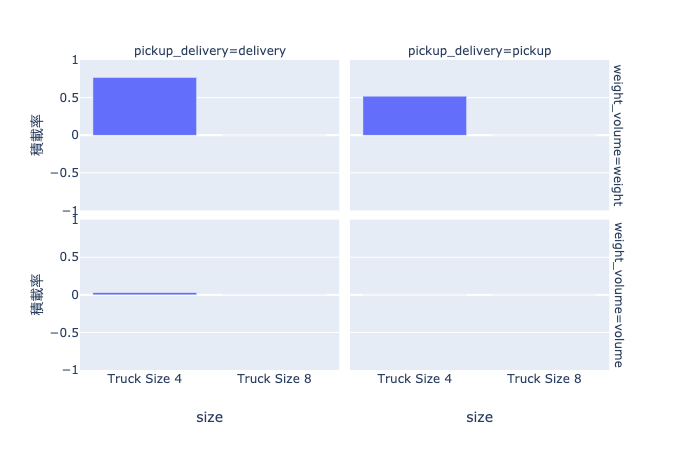 pickup_delivery=delivery
pickup_delivery=pickup
1
0.5
0
−0.5
−1
積載率
weight_volume=weight
1
0.5
0
−0.5
−1
積載率
weight_volume=volume
Truck Size 4
Truck Size 8
Truck Size 4
Truck Size 8
size
size